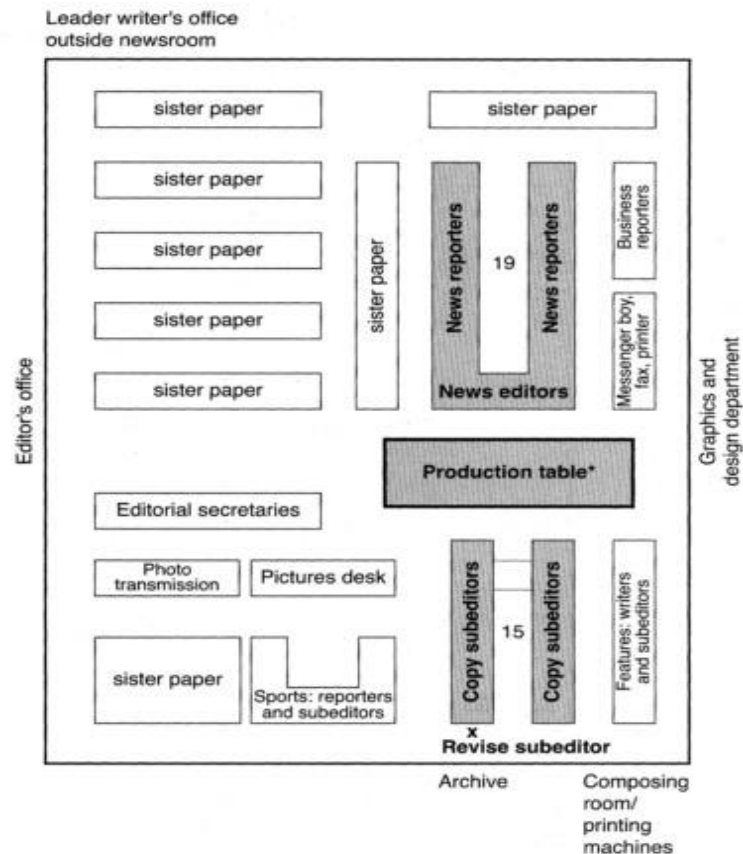 Leader writer's office
outside newsroom
sister paper
sister paper
sister paper
sister paper
sister paper
sister paper
sister paper
News reporters
19
News reporters
News editors
Business
reporters
Messenger boy,
fax, printer
sister paper
Editor's office
Graphics and
design department
Production table*
Editorial secretaries
Photo
transmission
Pictures desk
Copy subeditors
15
Copy subeditors
Features: writers
and subeditors
sister paper
Sports: reporters
and subeditors
x
Revise subeditor
Archive
Composing
room/
printing
machines